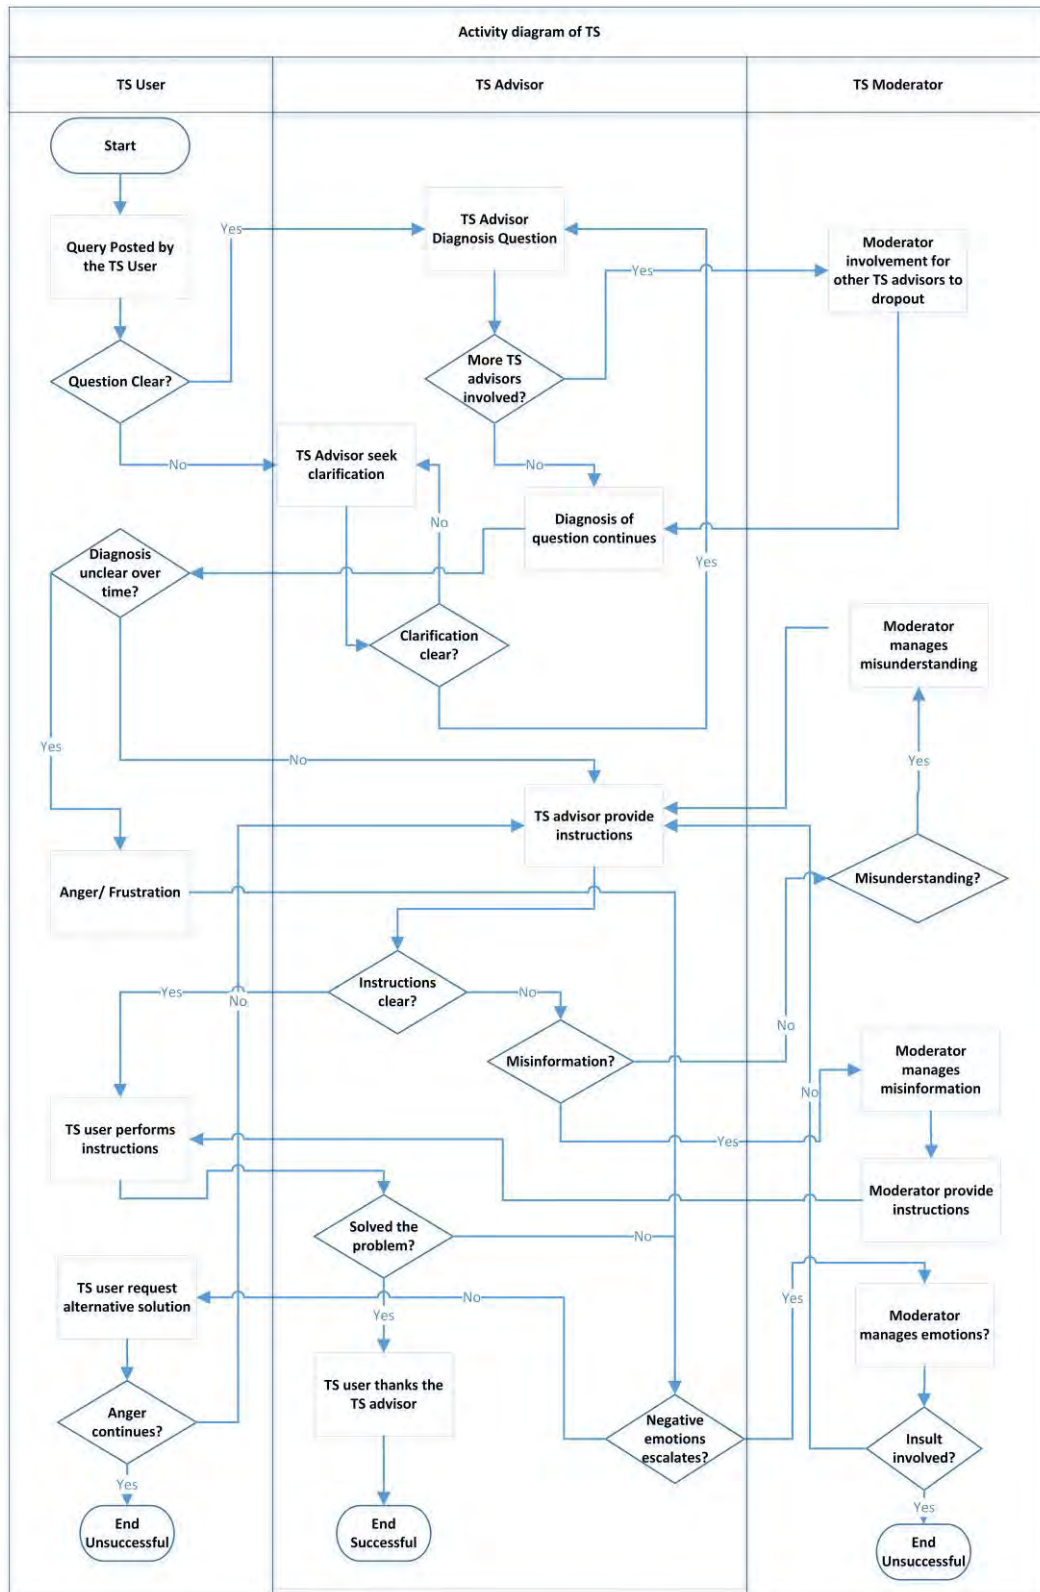 Activity diagram of TS
TS User
TS Advisor
TS Moderator
Start
Query Posted by
the TS User
Yes
TS Advisor
Diagnosis Question
Yes
Moderator
involvement for
other TS advisors to
dropout
Question Clear?
More TS
advisors
involved?
No
TS Advisor seek
clarification
No
No
Diagnosis of
question continues
Yes
Diagnosis
unclear over
time?
Clarification
clear?
Moderator
manages
misunderstanding
Yes
No
Yes
TS advisor provide
instructions
Anger/ Frustration
Misunderstanding?
Instructions
clear?
Yes
No
No
Misinformation?
No
No
Moderator
manages
misinformation
Yes
TS user performs
instructions
Moderator provide
instructions
Solved the
problem?
No
TS user request
alternative solution
No
Yes
Yes
Moderator
manages emotions?
TS user thanks the
TS advisor
Anger
continues?
Negative
emotions
escalates?
Insult
involved?
Yes
Yes
End
Unsuccessful
End
Successful
End
Unsuccessful